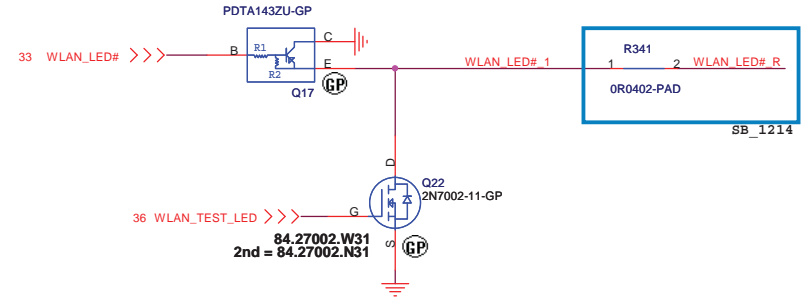 PDTA143ZU-GP
C
33 WLAN_LED#
B
R1
R2
E
GP
Q17
WLAN_LED#_1
R341
1
2
WLAN_LED#_R
0R0402-PAD
SB_1214
D
Q22
2N7002-11-GP
36 WLAN_TEST_LED
G
84.27002.W31
2nd = 84.27002.N31
S
GP